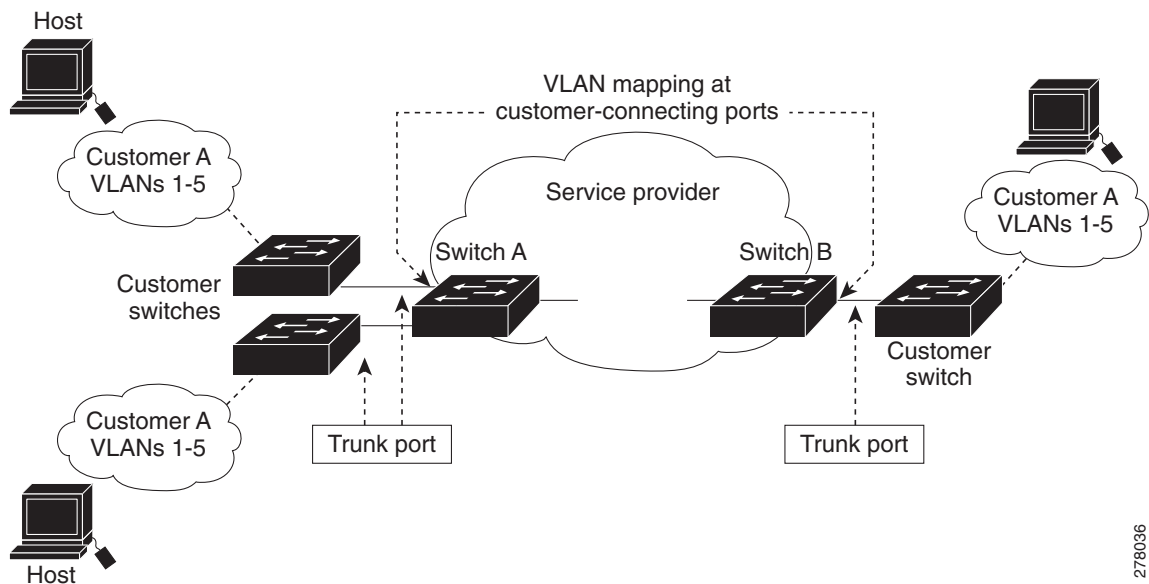 Host
VLAN mapping at
customer-connecting ports
Customer A
VLANs 1-5
Service provider
Customer A
VLANs 1-5
Switch A
Switch B
Customer
switches
Customer
switch
Customer A
VLANs 1-5
Trunk port
Trunk port
Host
278036